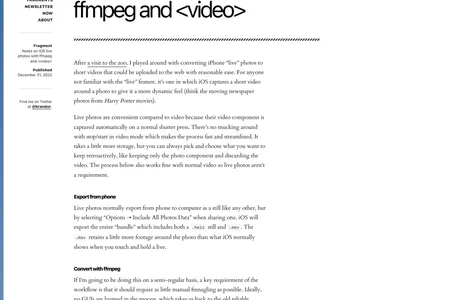 FRAGMENTS
NEWSLETTER
NOW
ABOUT
Fragment
Notes on iOS live
photos with ffmpeg
and <video>
Published
December 31, 2022
Find me on Twitter
at @brandur.
ffmpeg and <video>
After a visit to the zoo, I played around with converting iPhone “live” photos to
short videos that could be uploaded to the web with reasonable ease. For anyone
not familiar with the “live” feature, it's one in which iOS captures a short video
around a photo to give it a more dynamic feel (think the moving newspaper
photos from Harry Potter movies).
Live photos are convenient compared to video because their video component is
captured automatically on a normal shutter press. There's no mucking around
with stop/start in video mode which makes the process fast and streamlined. It
takes a little more storage, but you can always pick and choose what you want to
keep retroactively, like keeping only the photo component and discarding the
video. The process below also works fine with normal video so live photos aren't
a requirement.
Export from phone
Live photos normally export from phone to computer as a still like any other, but
by selecting “Options → Include All Photos Data” when sharing one, iOS will
export the entire “bundle” which includes both a .heic still and .mov. The
.mov retains a little more footage around the photo than what iOS normally
shows when you touch and hold a live.
Convert with ffmpeg
If I'm going to be doing this on a semi-regular basis, a key requirement of the
workflow is that it should require as little manual finnagling as possible. Ideally,
no GUIs are harmed in the process, which takes us back to the old reliable